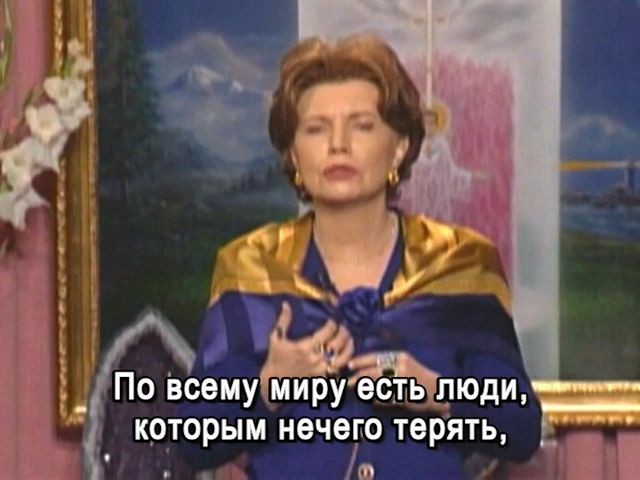 По всему миру есть люди,
которым нечего терять,